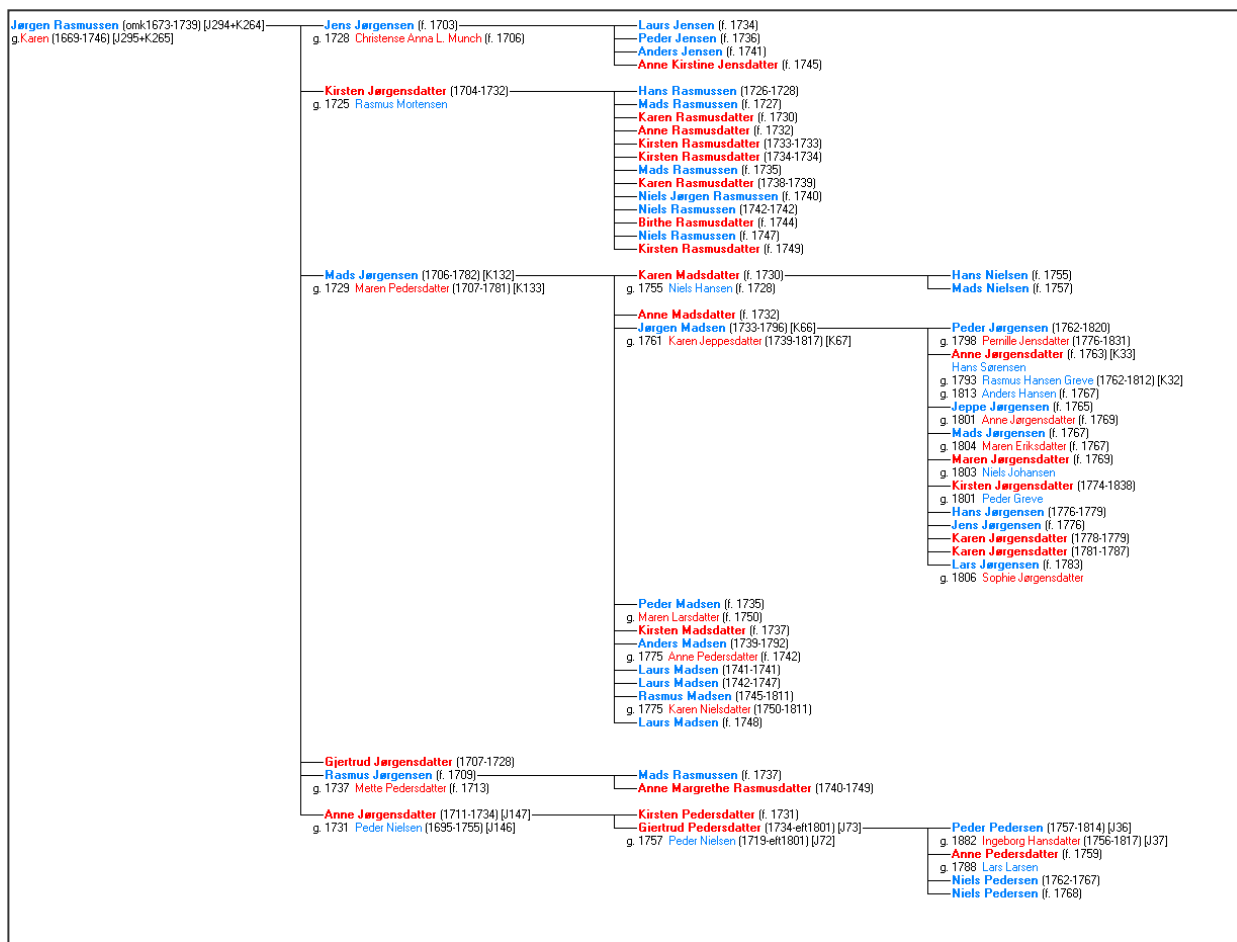 Jørgen Rasmussen (omk1673-1739) [J294+K264]
g.Karen (1669-1746) [J295+K265]
Jens Jørgensen (f. 1703)
g. 1728 Christense Anna L. Munch (f. 1706)
Laurs Jensen (f. 1734)
Peder Jensen (f. 1736)
Anders Jensen (f. 1741)
Anne Kirstine Jensdatter (f. 1745)
Kirsten Jørgensdatter (1704-1732)
g. 1725 Rasmus Mortensen
Hans Rasmussen (1726-1728)
Mads Rasmussen (f. 1727)
Karen Rasmusdatter (f. 1730)
Anne Rasmusdatter (f. 1732)
Kirsten Rasmusdatter (1733-1733)
Kirsten Rasmusdatter (1734-1734)
Mads Rasmussen (f. 1735)
Karen Rasmusdatter (1738-1739)
Niels Jørgen Rasmussen (f. 1740)
Niels Rasmussen (1742-1742)
Birthe Rasmusdatter (f. 1744)
Niels Rasmussen (f. 1747)
Kirsten Rasmusdatter (f. 1749)
Mads Jørgensen (1706-1782) [K132]
g. 1729 Maren Pedersdatter (1707-1781) [K133]
Karen Madsdatter (f. 1730)
g. 1755 Niels Hansen (f. 1728)
Hans Nielsen (f. 1755)
Mads Nielsen (f. 1757)
Anne Madsdatter (f. 1732)
Jørgen Madsen (1733-1796) [K66]
g. 1761 Karen Jeppesdatter (1739-1817) [K67]
Peder Jørgensen (1762-1820)
g. 1798 Pernille Jensdatter (1776-1831)
Anne Jørgensdatter (f. 1763) [K33]
Hans Sørensen
g. 1793 Rasmus Hansen Greve (1762-1812) [K32]
g. 1813 Anders Hansen (f. 1767)
Jeppe Jørgensen (f. 1765)
g. 1801 Anne Jørgensdatter (f. 1769)
Mads Jørgensen (f. 1767)
g. 1804 Maren Eriksdatter (f. 1767)
Maren Jørgensdatter (f. 1769)
g. 1803 Niels Johansen
Kirsten Jørgensdatter (1774-1838)
g. 1801 Peder Greve
Hans Jørgensen (1776-1779)
Jens Jørgensen (f. 1776)
Karen Jørgensdatter (1778-1779)
Karen Jørgensdatter (1781-1787)
Lars Jørgensen (f. 1783)
g. 1806 Sophie Jørgensdatter
Peder Madsen (f. 1735)
g. Maren Larsdatter (f. 1750)
Kirsten Madsdatter (f. 1737)
Anders Madsen (1739-1792)
g. 1775 Anne Pedersdatter (f. 1742)
Laurs Madsen (1741-1741)
Laurs Madsen (1742-1747)
Rasmus Madsen (1745-1811)
g. 1775 Karen Nielsdatter (1750-1811)
Laurs Madsen (f. 1748)
Gjertrud Jørgensdatter (1707-1728)
Rasmus Jørgensen (f. 1709)
g. 1737 Mette Pedersdatter (f. 1713)
Mads Rasmussen (f. 1737)
Anne Margrethe Rasmusdatter (1740-1749)
Anne Jørgensdatter (1711-1734) [J147]
g. 1731 Peder Nielsen (1695-1755) [J146]
Kirsten Pedersdatter (f. 1731)
Giertrud Pedersdatter (1734-eft1801) [J73]
g. 1757 Peder Nielsen (1719-eft1801) [J72]
Peder Pedersen (1757-1814) [J36]
g. 1882 Ingeborg Hansdatter (1756-1817) [J37]
Anne Pedersdatter (f. 1759)
g. 1788 Lars Larsen
Niels Pedersen (1762-1767)
Niels Pedersen (f. 1768)